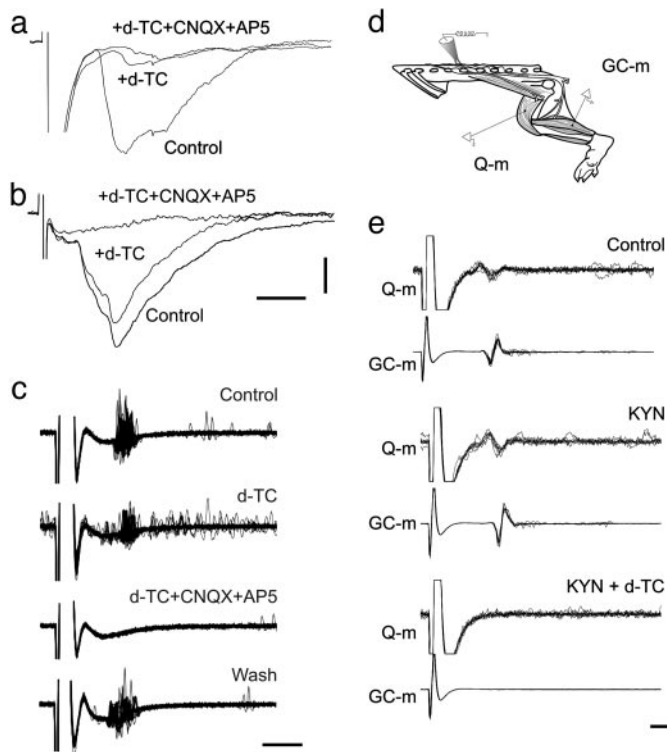 a
+d-TC+CNQX+AP5
+d-TC
Control
b
+d-TC+CNQX+AP5
+d-TC
Control
c
Control
d-TC
d-TC+CNQX+AP5
Wash
d
GC-m
Q-m
e
Control
Q-m
GC-m
KYN
Q-m
GC-m
KYN + d-TC
Q-m
GC-m